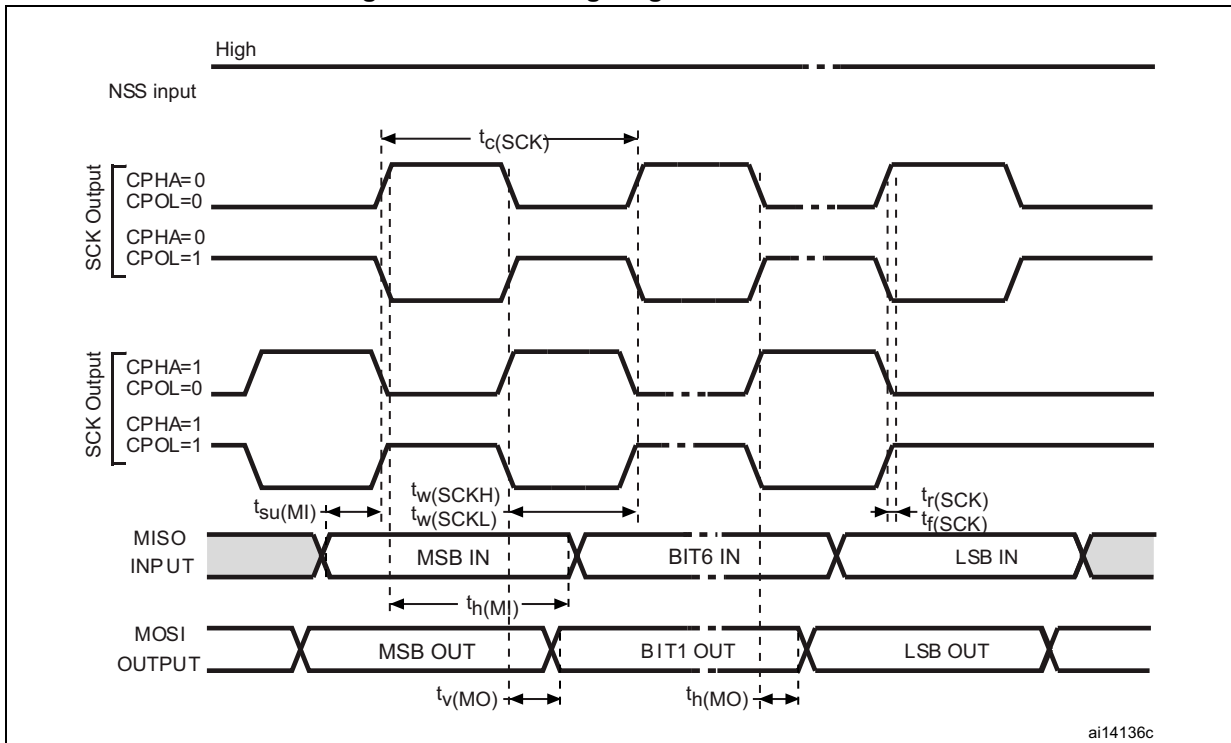 High
NSS input
tc(SCK)
SCK Output
CPHA=0
CPOL=0
CPHA=0
CPOL=1
SCK Output
CPHA=1
CPOL=0
CPHA=1
CPOL=1
tsu(MI)
tw(SCKH)
tw(SCKL)
tr(SCK)
tf(SCK)
MISO
INPUT
MSB IN
BIT6 IN
LSB IN
th(MI)
MOSI
OUTPUT
MSB OUT
BIT1 OUT
LSB OUT
tv(MO)
th(MO)
ai14136c